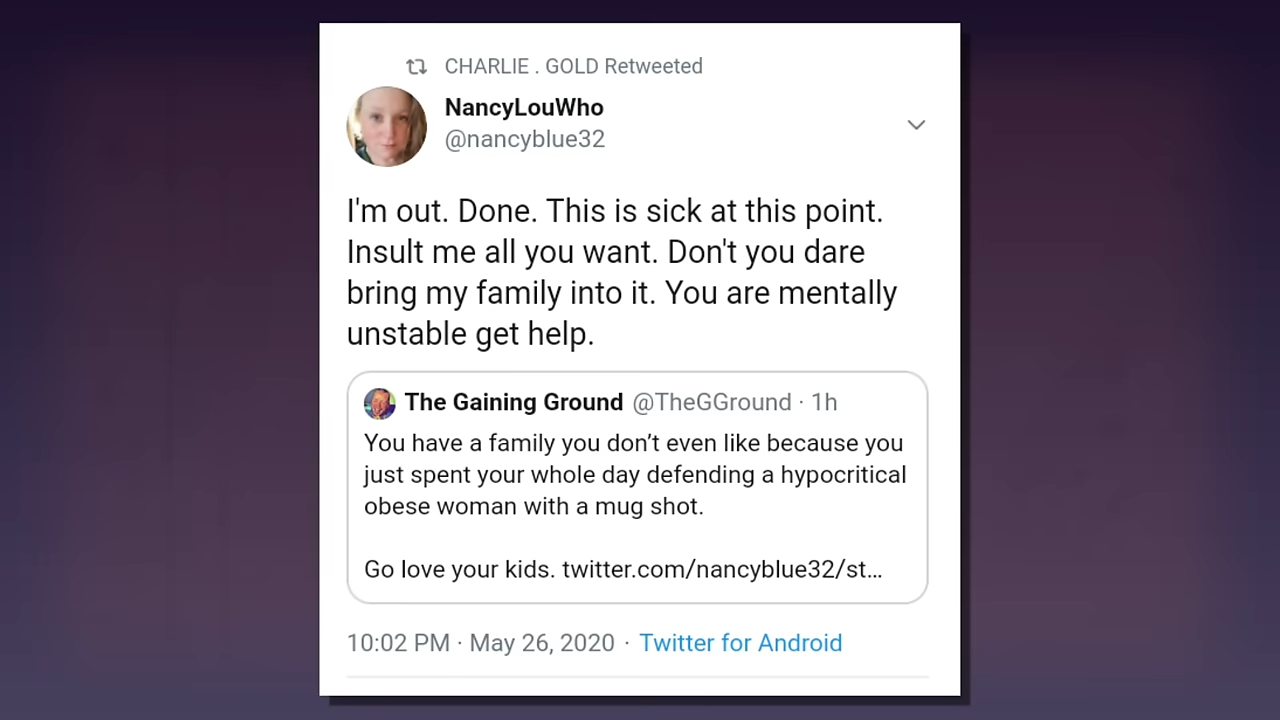 CHARLIE . GOLD Retweeted
NancyLouWho
@nancyblue32
I'm out. Done. This is sick at this point.
Insult me all you want. Don't you dare
bring my family into it. You are mentally
unstable get help.
The Gaining Ground @TheGGround · 1h
You have a family you don’t even like because you
just spent your whole day defending a hypocritical
obese woman with a mug shot.
Go love your kids. twitter.com/nancyblue32/st…
10:02 PM · May 26, 2020 · Twitter for Android